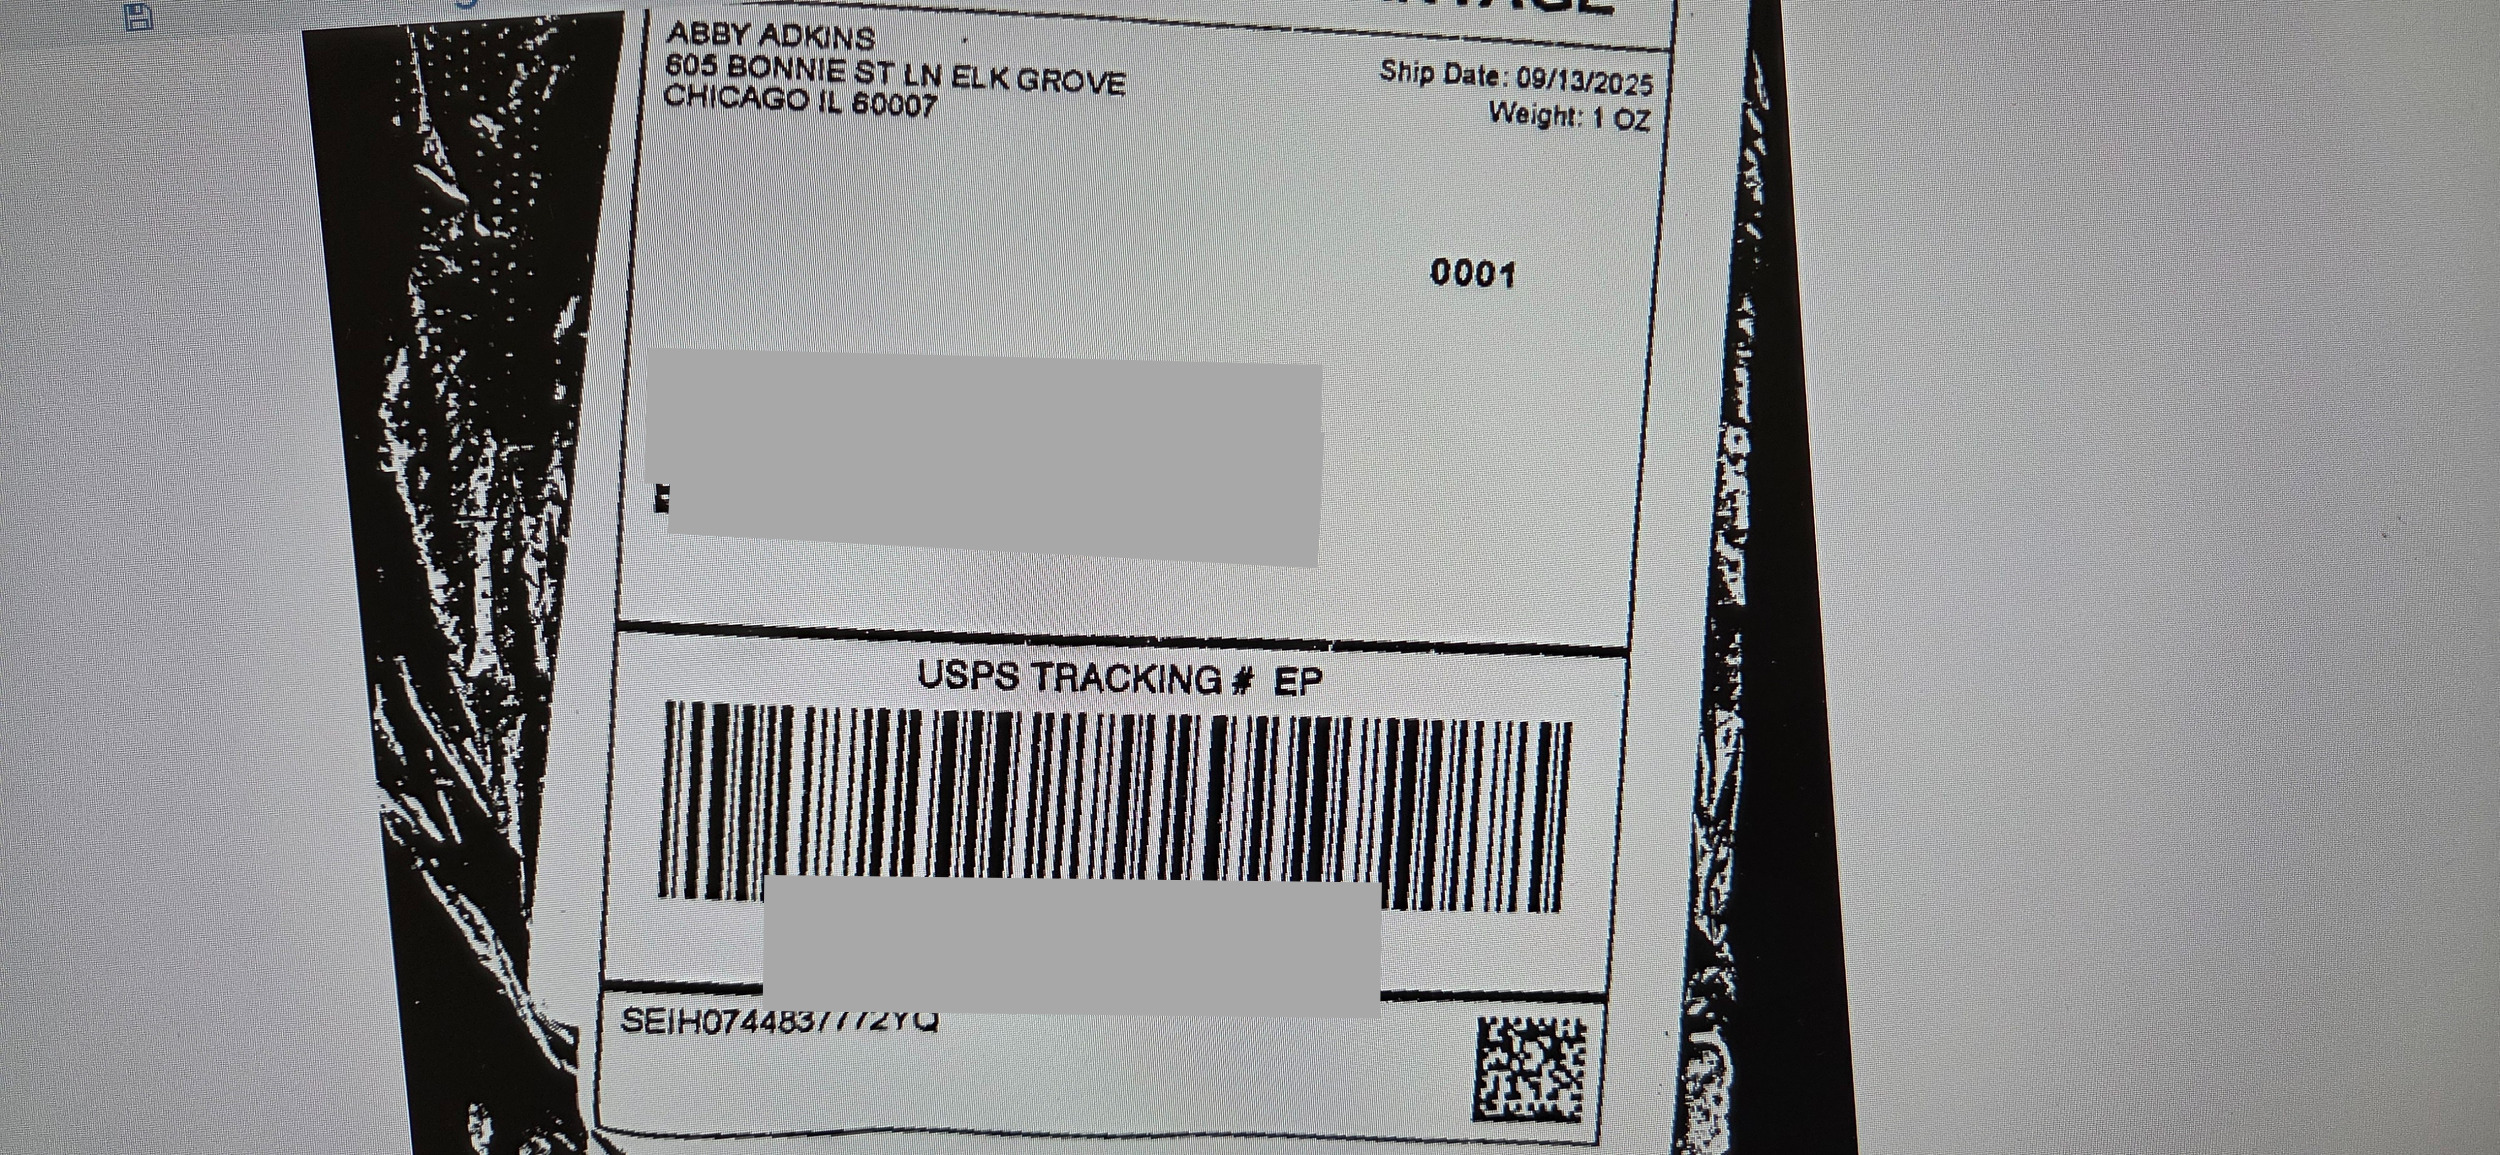 ABBY ADKINS
605 BONNIE ST LN ELK GROVE
CHICAGO IL 60007
Ship Date: 09/13/2025
Weight: 1 OZ
0001
USPS TRACKING # EP